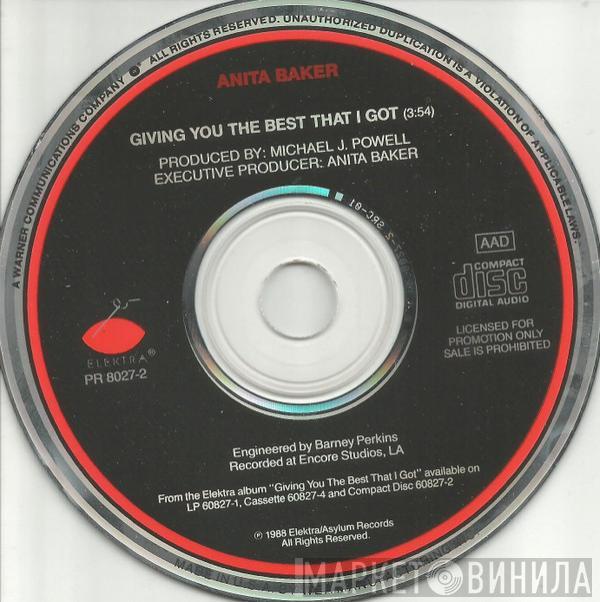 A WARNER COMMUNICATIONS COMPANY ℗ ALL RIGHTS RESERVED. UNAUTHORIZED DUPLICATION IS A VIOLATION OF APPLICABLE LAWS.
ANITA BAKER
GIVING YOU THE BEST THAT I GOT (3:54)
PRODUCED BY: MICHAEL J. POWELL
EXECUTIVE PRODUCER: ANITA BAKER
SRC-01
AAD
COMPACT
disc
DIGITAL AUDIO
ELEKTRA®
PR 8027-2
LICENSED FOR
PROMOTION ONLY
SALE IS PROHIBITED
Engineered by Barney Perkins
Recorded at Encore Studios, LA
From the Elektra album "Giving You The Best That I Got" available on
LP 60827-1, Cassette 60827-4 and Compact Disc 60827-2
℗ 1988 Elektra/Asylum Records
All Rights Reserved.
MADE IN U.S.A.
МАРКЕТ ВИНИЛА